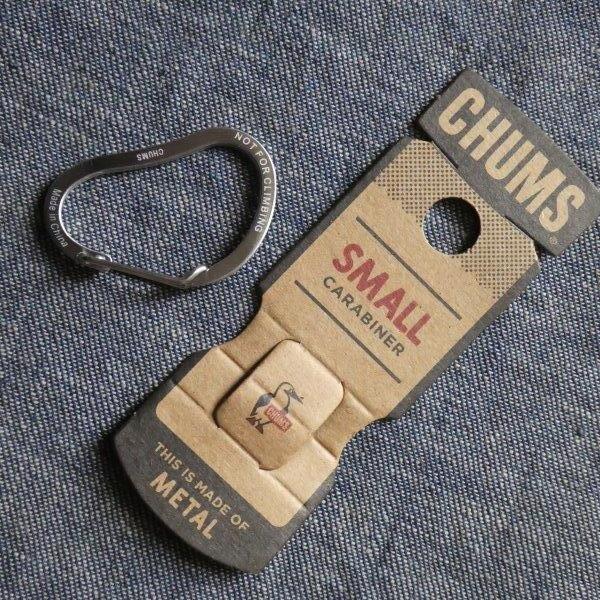 CHUMS®
SMALL
CARABINER
CHUMS
THIS IS MADE OF
METAL
NOT FOR CLIMBING
CHUMS
Made in China